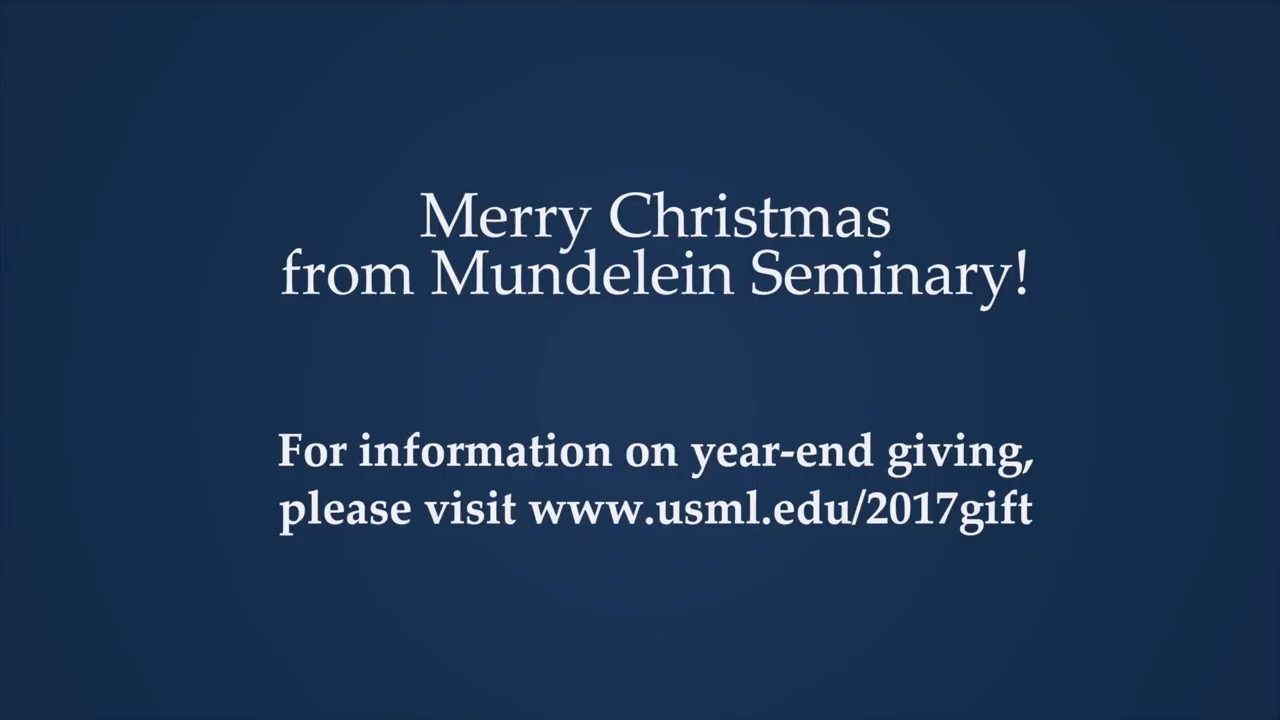 Merry Christmas
from Mundelein Seminary!
For information on year-end giving,
please visit www.usml.edu/2017gift